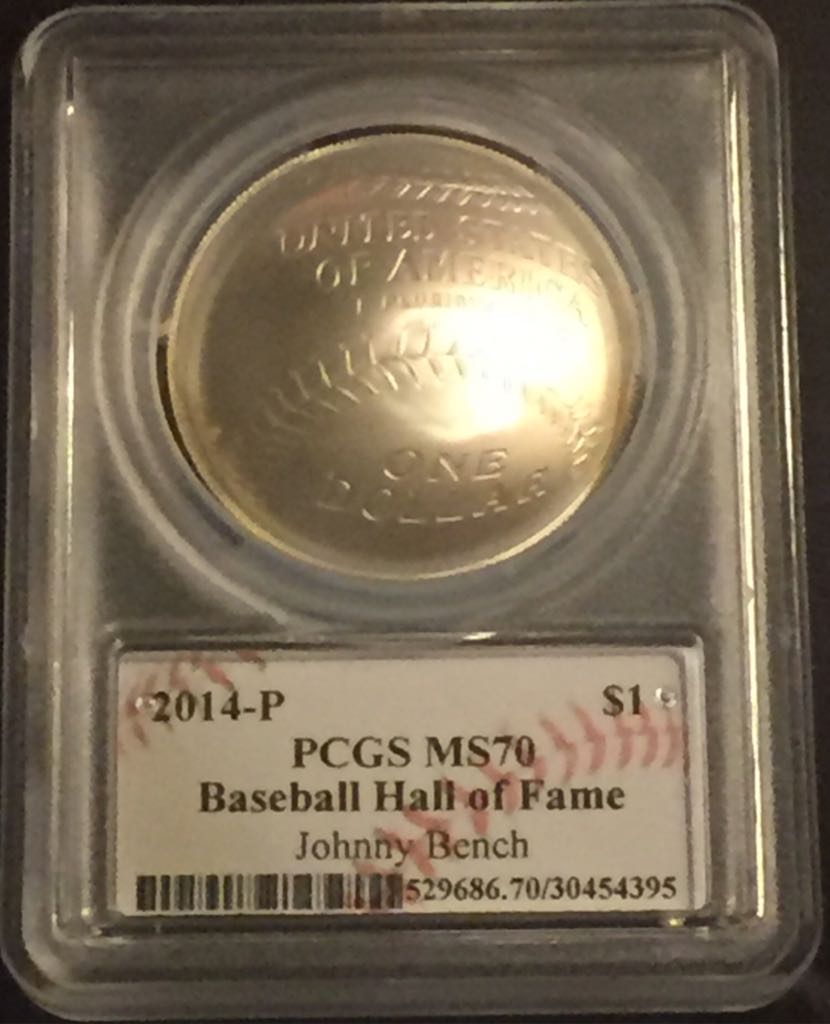 UNITED STATES
OF AMERICA
ONE
DOLLAR
2014-P $1
PCGS MS70
Baseball Hall of Fame
Johnny Bench
529686.70/30454395